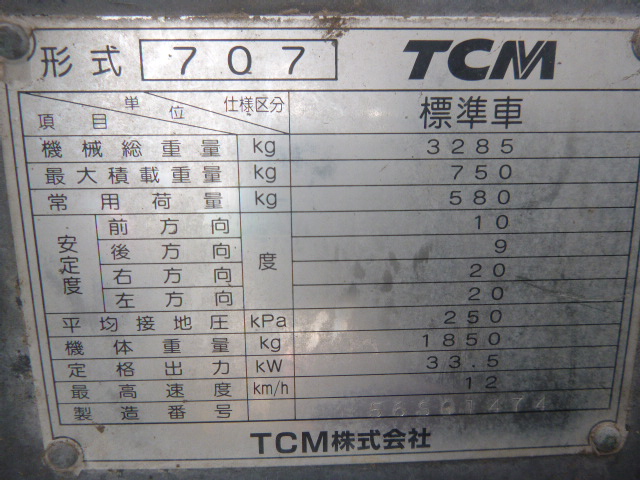 形式 707 TCM
単位 仕様区分
項目 標準車
機械総重量 kg 3285
最大積載重量 kg 750
常用荷量 kg 580
安定度 前方向 度 10
後方向 9
右方向 20
左方向 20
平均接地圧 kPa 250
機体重量 kg 1850
定格出力 kW 33.5
最高速度 km/h 12
製造番号
TCM株式会社